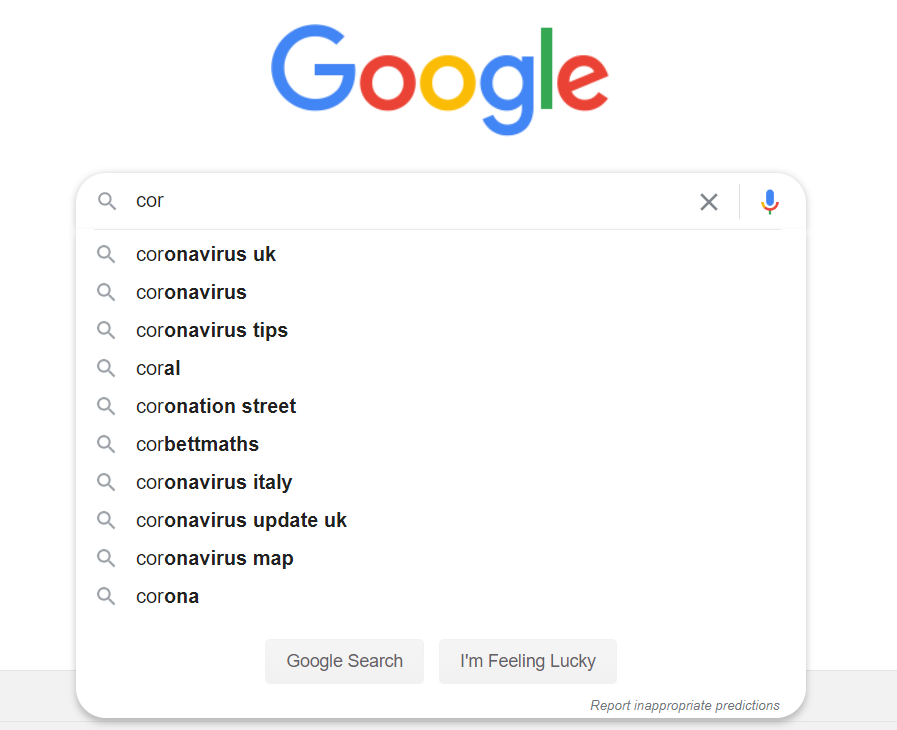 Google
cor
coronavirus uk
coronavirus
coronavirus tips
coral
coronation street
corbettmaths
coronavirus italy
coronavirus update uk
coronavirus map
corona
Google Search I'm Feeling Lucky
Report inappropriate predictions